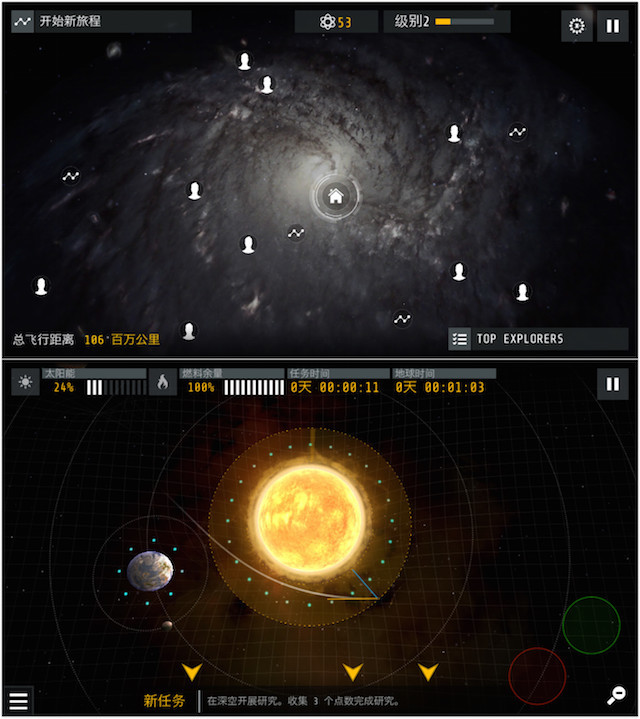 开始新旅程
53
级别2
总飞行距离 106 百万公里
TOP EXPLORERS
太阳能
24%
燃料余量
100%
任务时间
0天 00:00:11
地球时间
0天 00:01:03
新任务
在深空开展研究。收集 3 个点数完成研究。